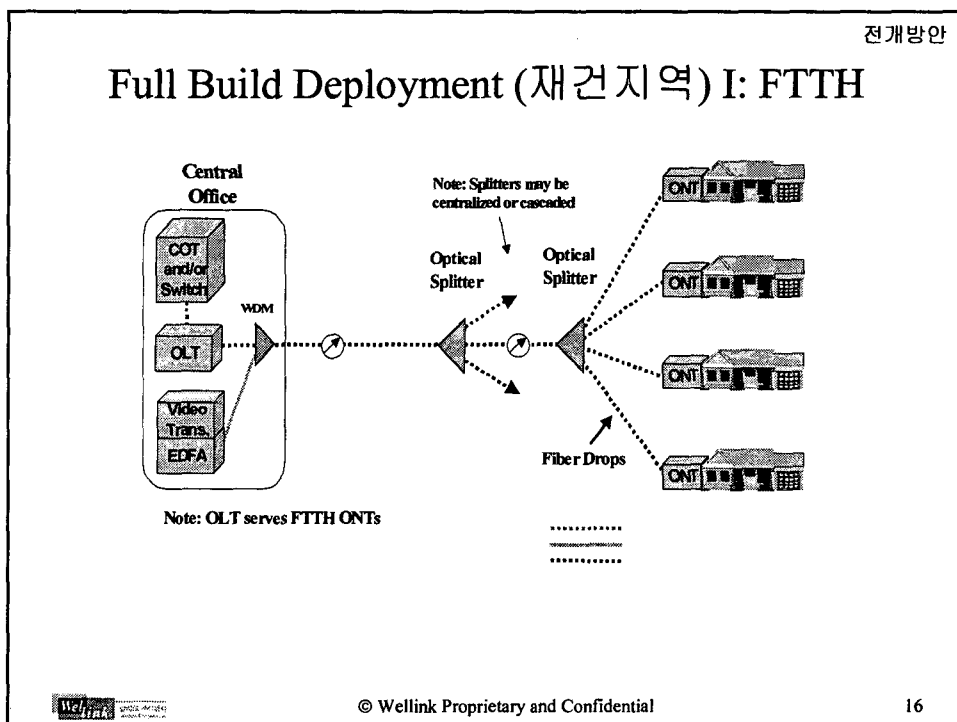 전개방안
Full Build Deployment (재건지역) I: FTTH
Central
Office
COT
and/or
Switch
WDM
OLT
Video
Trans.
EDFA
Note: Splitters may be
centralized or cascaded
Optical
Splitter
Optical
Splitter
ONT
ONT
ONT
ONT
Fiber Drops
Note: OLT serves FTTH ONTs
Wellink
© Wellink Proprietary and Confidential
16